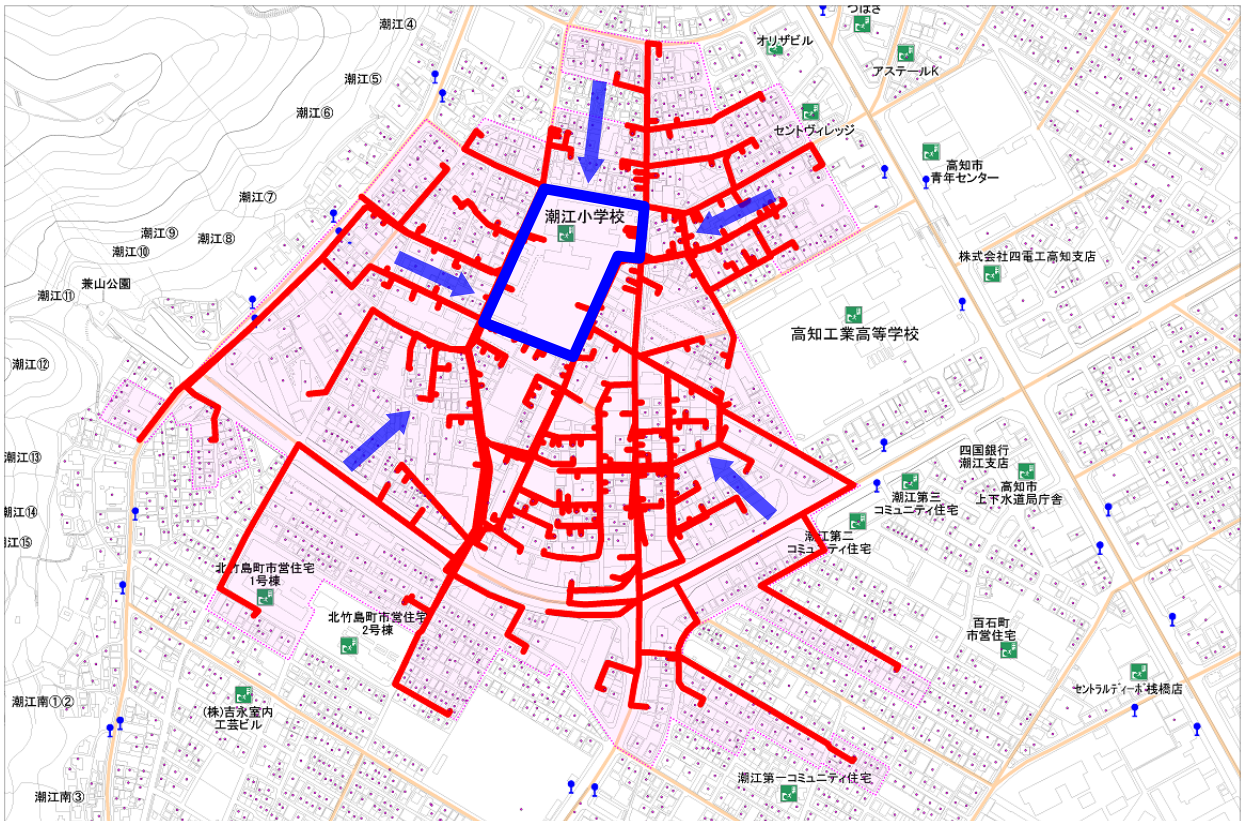 つばさ
潮江④
オリザビル
アステールK
潮江⑤
潮江⑥
セントヴィレッジ
高知市
青年センター
潮江⑦
潮江小学校
潮江⑨
潮江⑧
潮江⑩
株式会社四電工高知支店
兼山公園
潮江⑪
高知工業高等学校
潮江⑫
四国銀行
潮江支店
潮江⑬
高知市
上下水道局庁舎
潮江第三
コミュニティ住宅
潮江⑭
潮江第二
コミュニティ住宅
潮江⑮
北竹島町市営住宅
1号棟
北竹島町市営住宅
2号棟
百石町
市営住宅
潮江南①②
(株)吉永室内
工芸ビル
セントラルディーポ桟橋店
潮江第一コミュニティ住宅
潮江南③